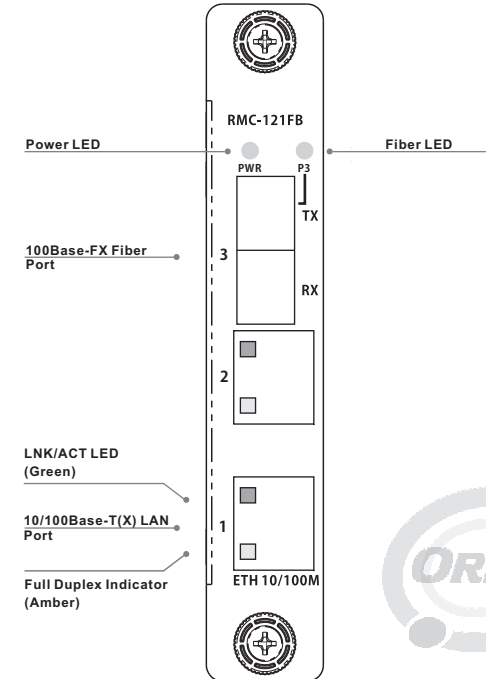 RMC-121FB
Power LED
Fiber LED
PWR
P3
TX
100Base-FX Fiber
Port
3
RX
2
LNK/ACT LED
(Green)
10/100Base-T(X) LAN
Port
1
Full Duplex Indicator
(Amber)
ETH 10/100M